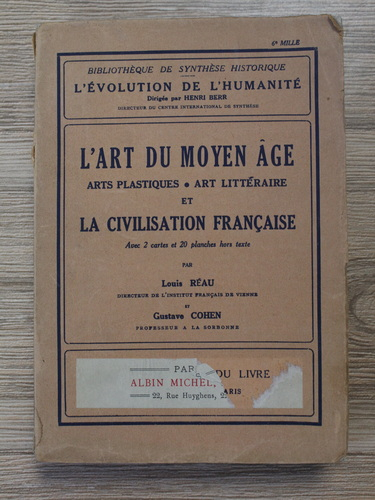 6e MILLE
BIBLIOTHÈQUE DE SYNTHÈSE HISTORIQUE
L'ÉVOLUTION DE L'HUMANITÉ
Dirigée par HENRI BERR
DIRECTEUR DU CENTRE INTERNATIONAL DE SYNTHÈSE
L'ART DU MOYEN ÂGE
ARTS PLASTIQUES • ART LITTÉRAIRE
ET
LA CIVILISATION FRANÇAISE
Avec 2 cartes et 20 planches hors texte
PAR
Louis RÉAU
DIRECTEUR DE L'INSTITUT FRANÇAIS DE VIENNE
ET
Gustave COHEN
PROFESSEUR A LA SORBONNE
DU LIVRE
ALBIN MICHEL,
ARIS
22, Rue Huyghens,